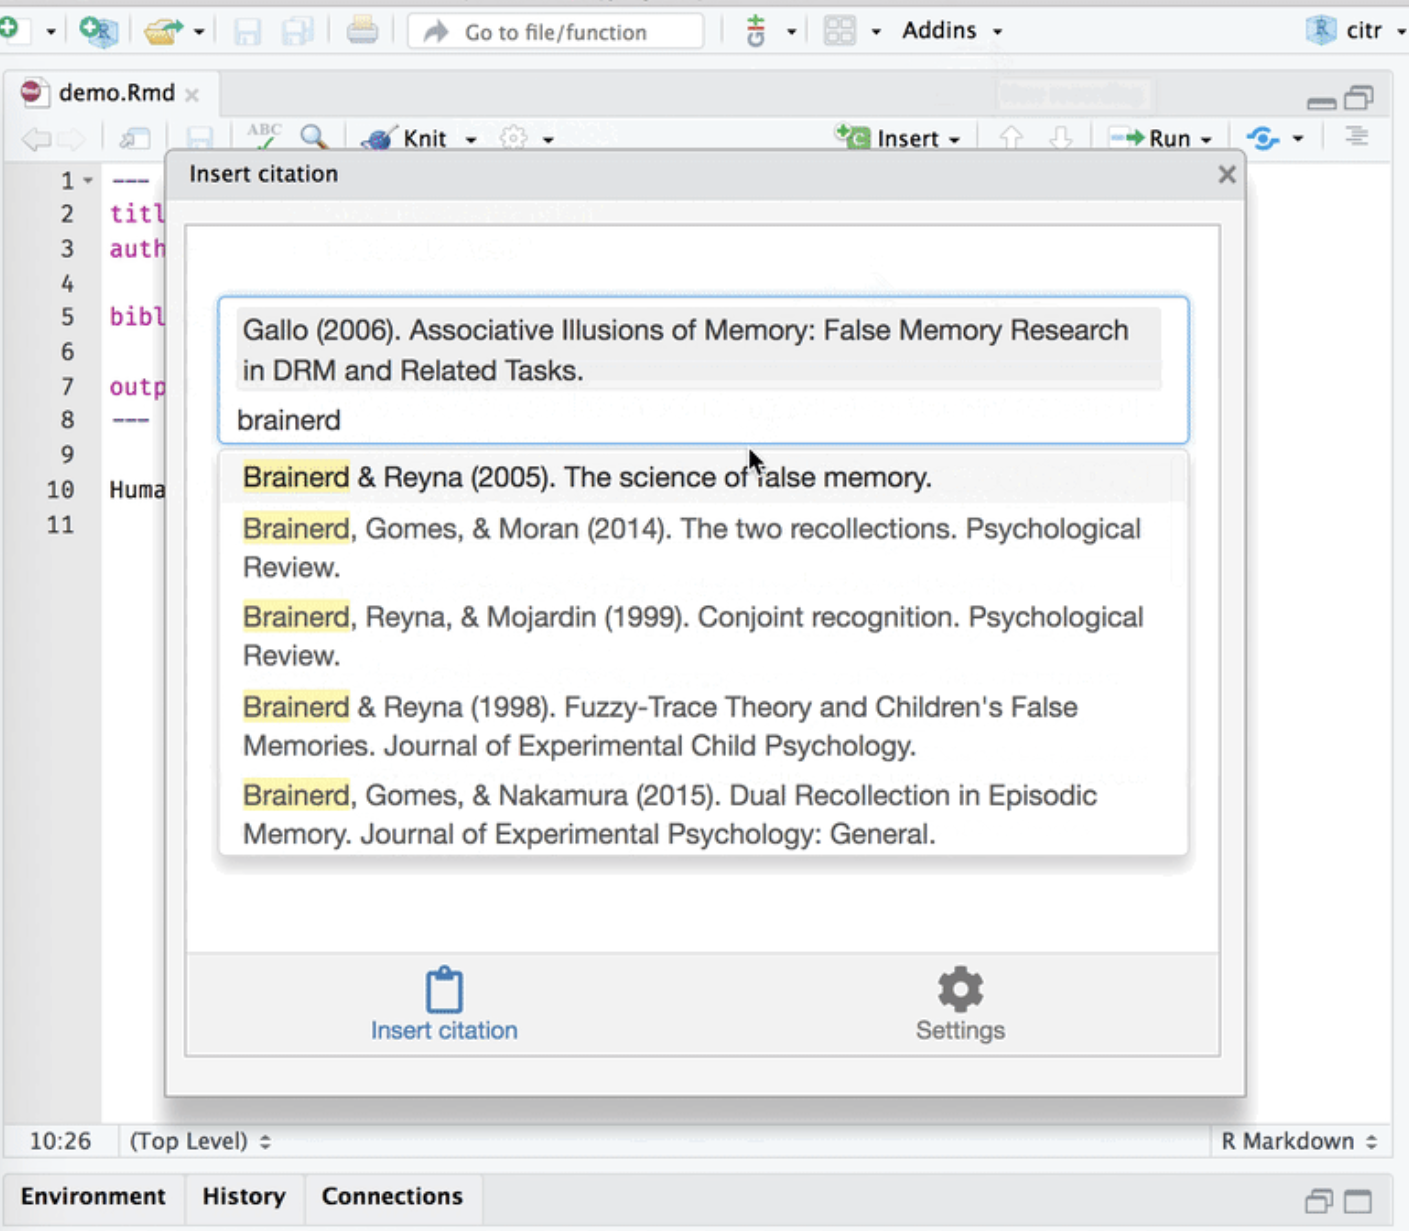 Go to file/function
Addins
citr
demo.Rmd
ABC
Knit
Insert
Run
Insert citation
1 ---
2 titl
3 auth
4
5 bibl
6
7 outp
8 ---
9
10 Huma
11
Gallo (2006). Associative Illusions of Memory: False Memory Research
in DRM and Related Tasks.
brainerd
Brainerd & Reyna (2005). The science of false memory.
Brainerd, Gomes, & Moran (2014). The two recollections. Psychological
Review.
Brainerd, Reyna, & Mojardin (1999). Conjoint recognition. Psychological
Review.
Brainerd & Reyna (1998). Fuzzy-Trace Theory and Children's False
Memories. Journal of Experimental Child Psychology.
Brainerd, Gomes, & Nakamura (2015). Dual Recollection in Episodic
Memory. Journal of Experimental Psychology: General.
Insert citation
Settings
10:26
(Top Level)
R Markdown
Environment
History
Connections